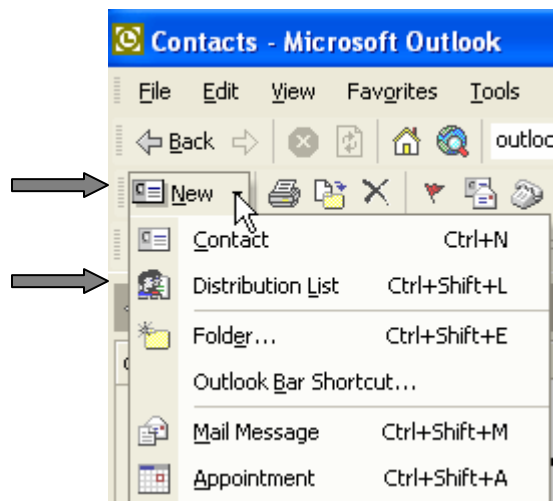 Contacts - Microsoft Outlook
File Edit View Favorites Tools
Back outloo
New
Contact Ctrl+N
Distribution List Ctrl+Shift+L
Folder... Ctrl+Shift+E
Outlook Bar Shortcut...
Mail Message Ctrl+Shift+M
Appointment Ctrl+Shift+A